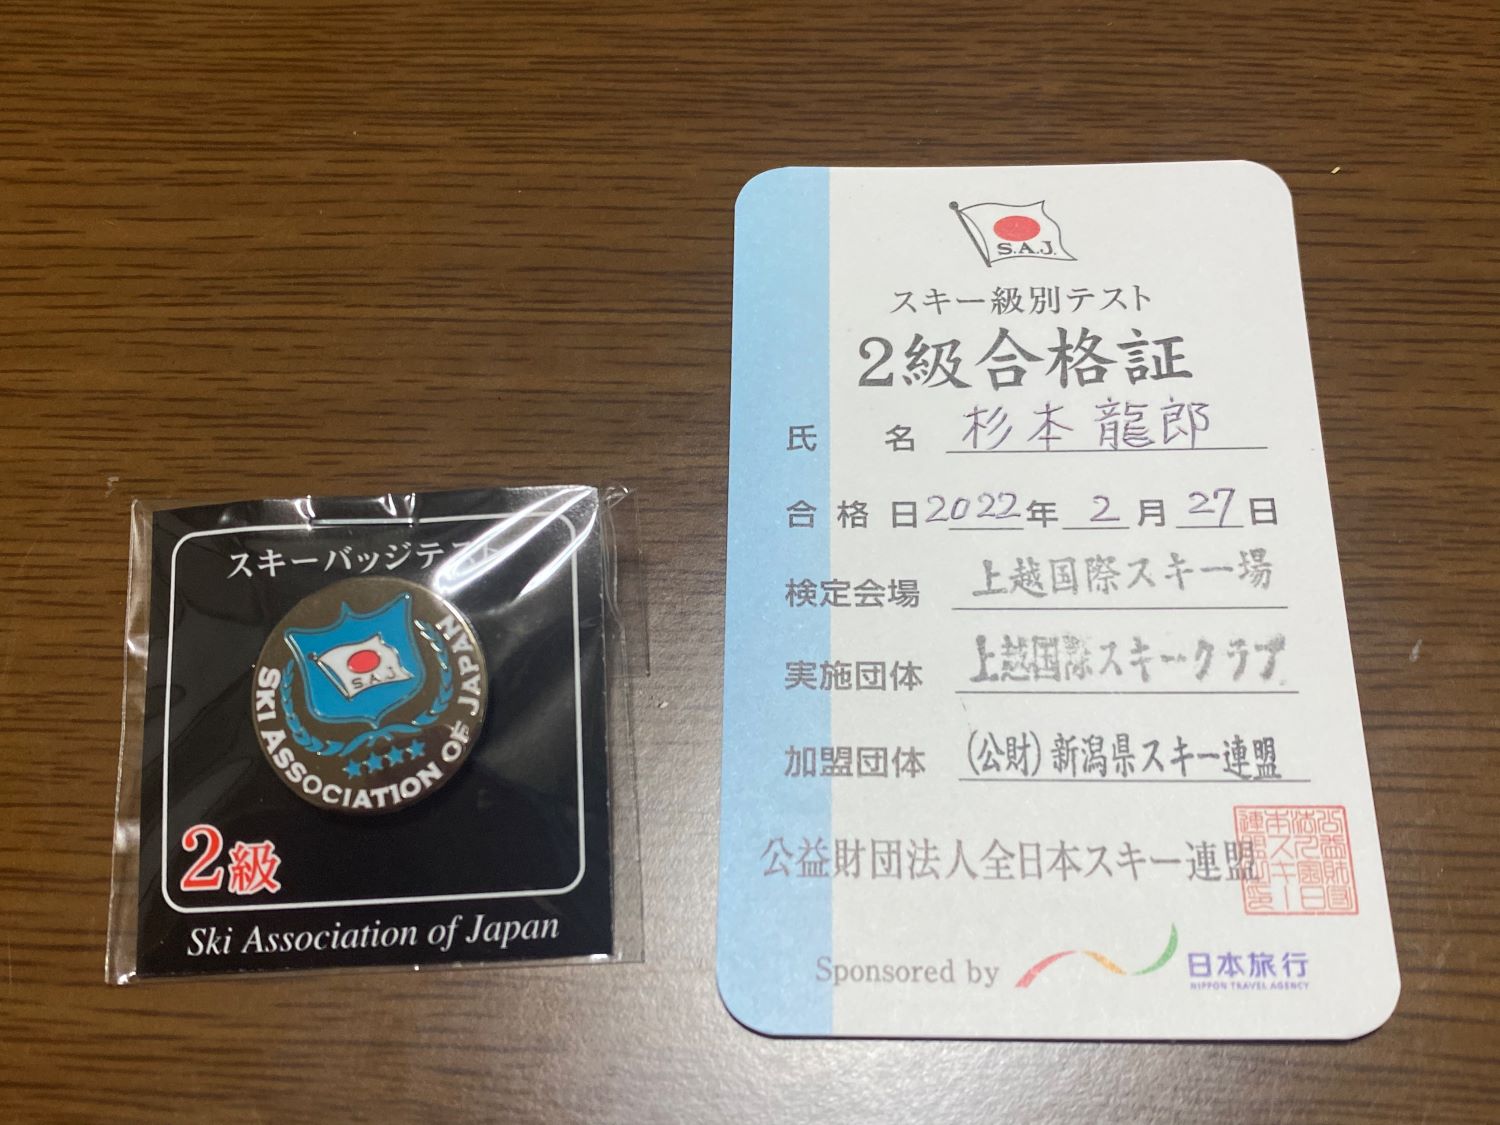 スキーバッジテスト
S.A.J.
SKI ASSOCIATION OF JAPAN
2級
Ski Association of Japan
S.A.J.
スキー級別テスト
2級合格証
氏 名 杉本 龍郎
合格日 2022年 2月 27日
検定会場 上越国際スキー場
実施団体 上越国際スキークラブ
加盟団体 (公財)新潟県スキー連盟
公益財団法人全日本スキー連盟
Sponsored by 日本旅行
NIPPON TRAVEL AGENCY